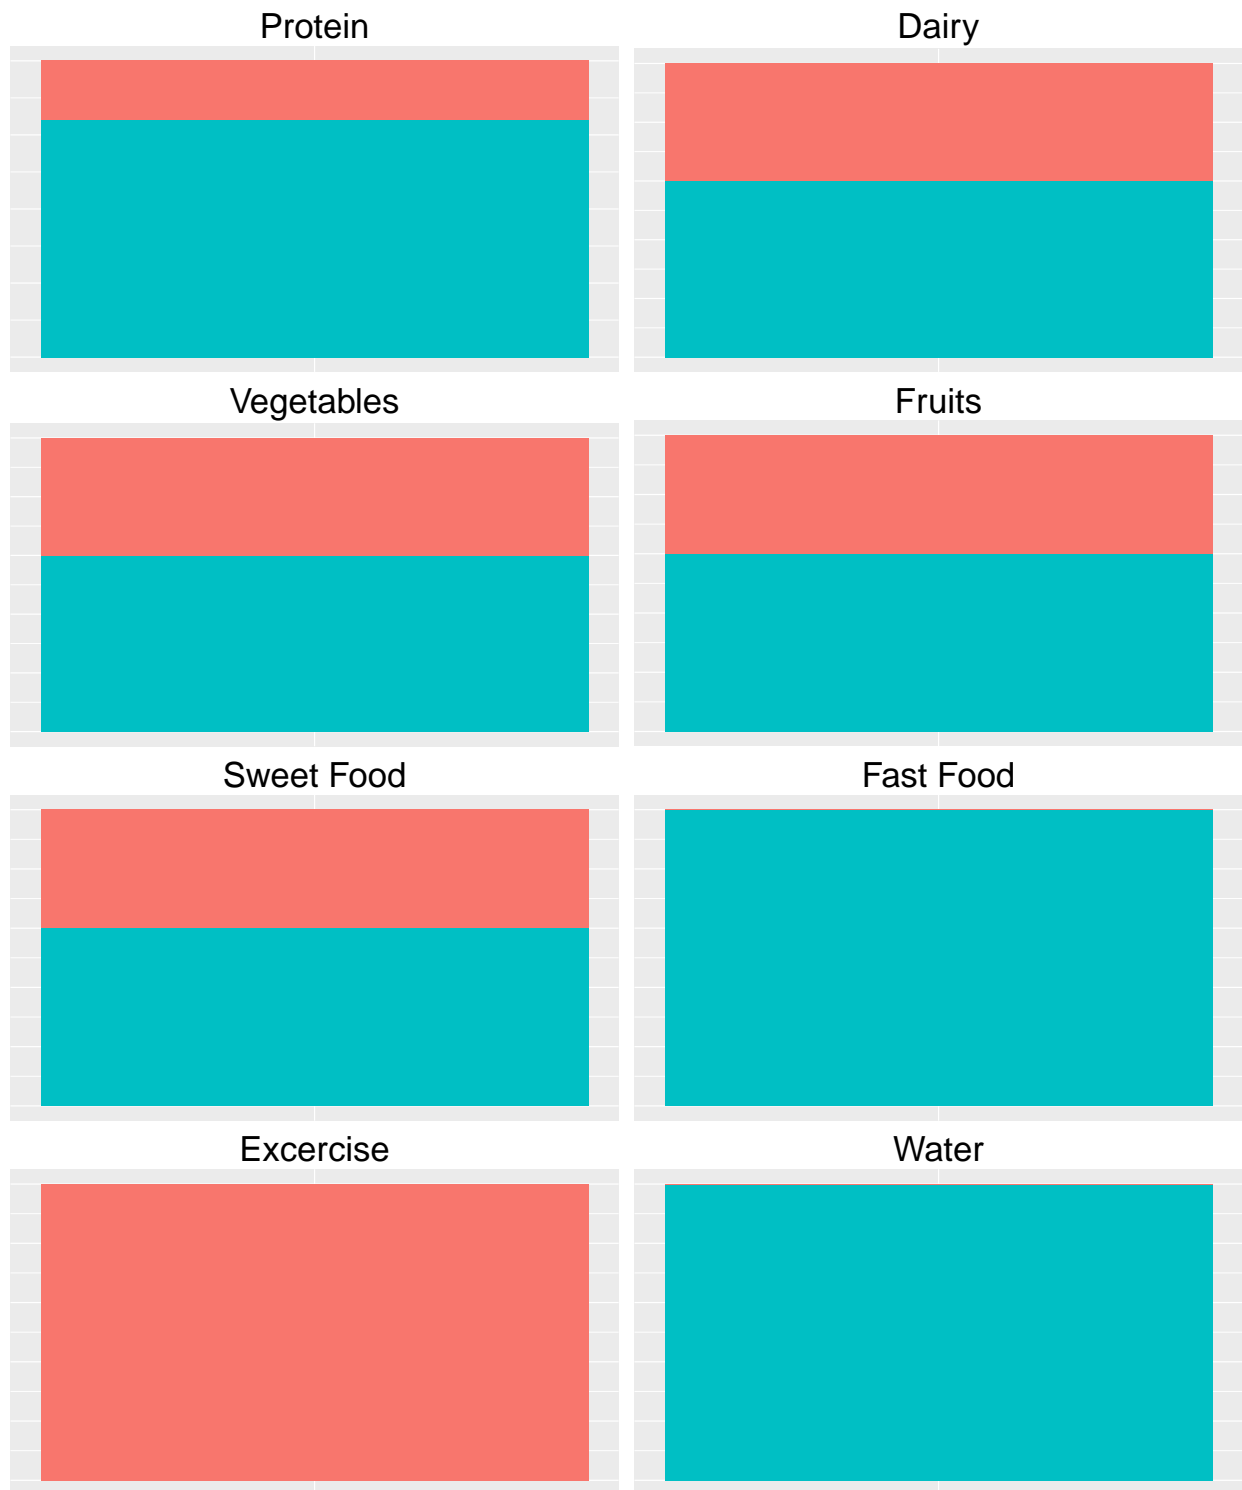 Protein
Dairy
Vegetables
Fruits
Sweet Food
Fast Food
Excercise
Water